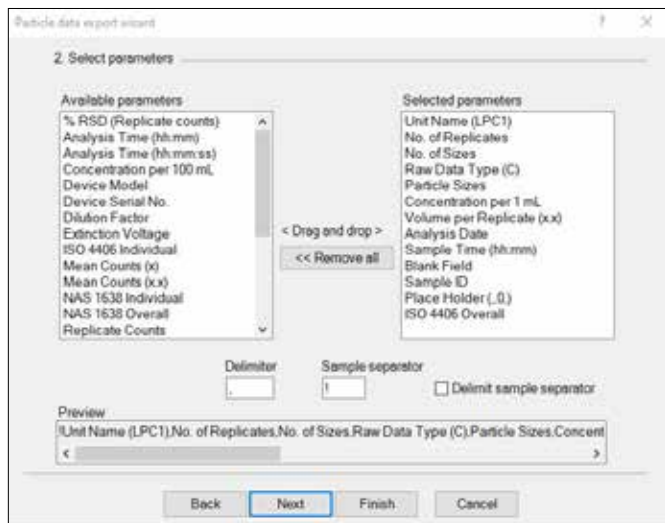 Particle data export wizard
?
2. Select parameters
Available parameters
% RSD (Replicate counts)
Analysis Time (hh:mm)
Analysis Time (hh:mm:ss)
Concentration per 100 mL
Device Model
Device Serial No.
Dilution Factor
Extinction Voltage
ISO 4406 Individual
Mean Counts (x)
Mean Counts (x.x)
NAS 1638 Individual
NAS 1638 Overall
Replicate Counts
< Drag and drop >
<< Remove all
Selected parameters
Unit Name (LPC1)
No. of Replicates
No. of Sizes
Raw Data Type (C)
Particle Sizes
Concentration per 1 mL
Volume per Replicate (x.x)
Analysis Date
Sample Time (hh:mm)
Blank Field
Sample ID
Place Holder (,0,)
ISO 4406 Overall
Delimiter
,
Sample separator
!
Delimit sample separator
Preview
!Unit Name (LPC1),No. of Replicates,No. of Sizes,Raw Data Type (C),Particle Sizes,Concent
Back
Next
Finish
Cancel